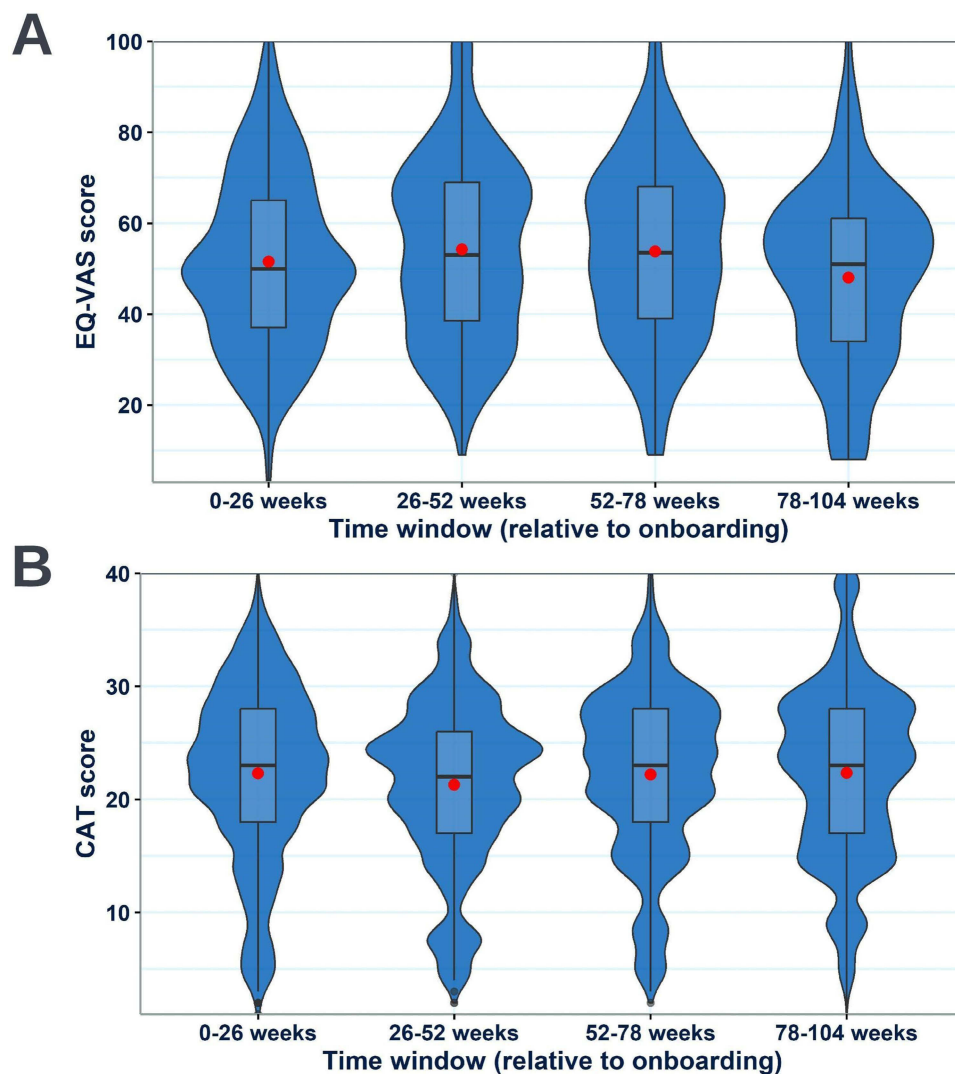 A
100
80
60
40
20
EQ-VAS score
0-26 weeks 26-52 weeks 52-78 weeks 78-104 weeks
Time window (relative to onboarding)
B
40
30
20
10
CAT score
0-26 weeks 26-52 weeks 52-78 weeks 78-104 weeks
Time window (relative to onboarding)